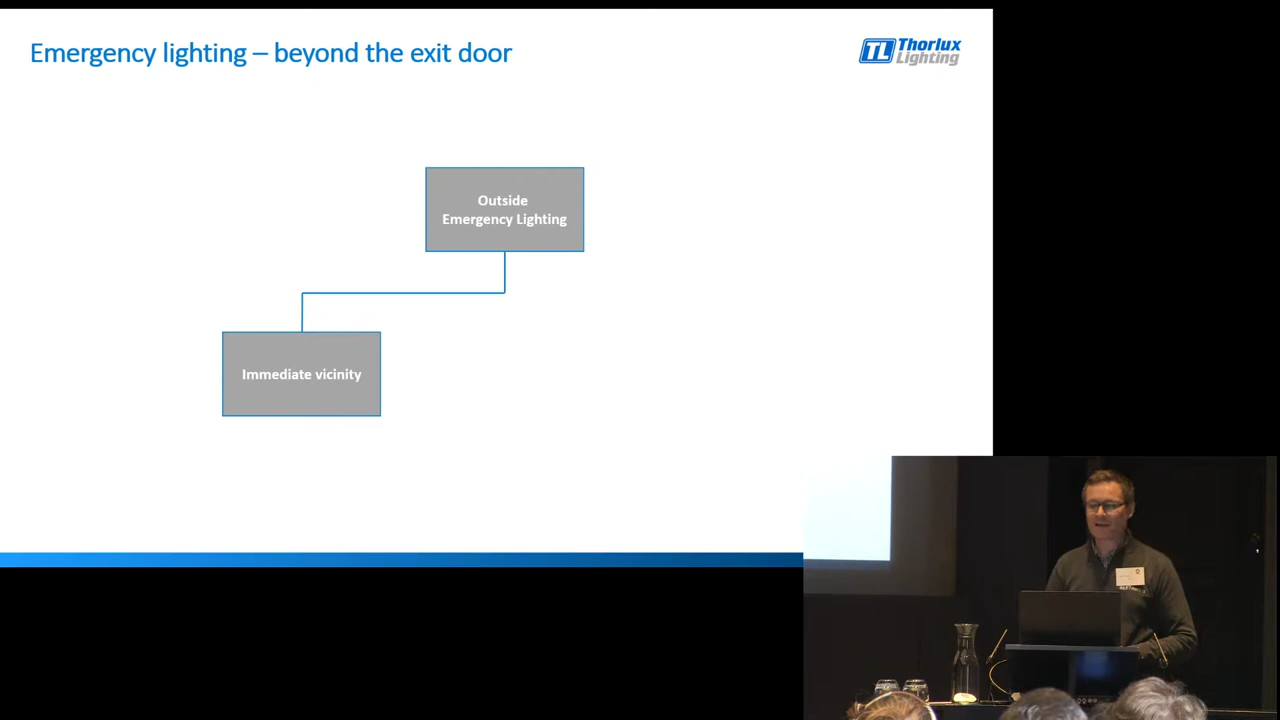 Emergency lighting – beyond the exit door
TL Thorlux
Lighting
Outside
Emergency Lighting
Immediate vicinity